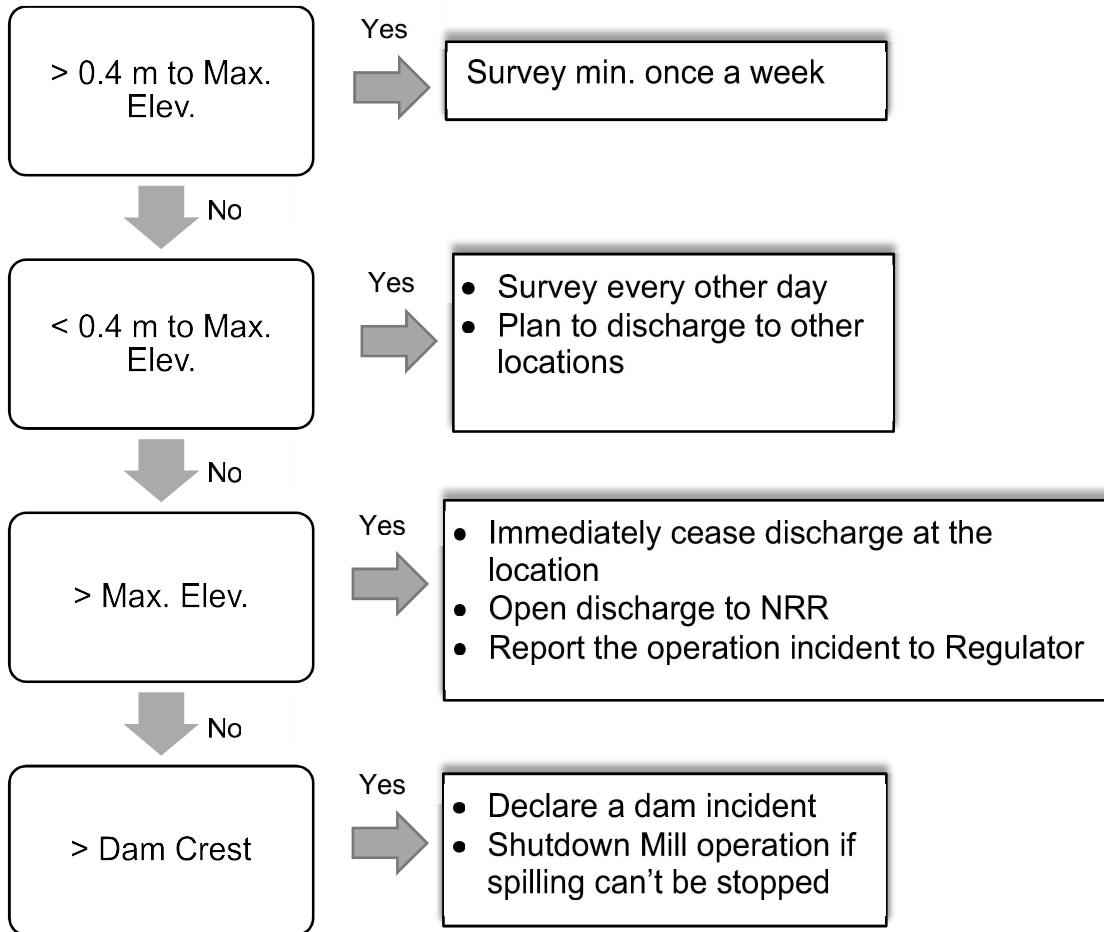 > 0.4 m to Max.
Elev.
Yes
Survey min. once a week
No
< 0.4 m to Max.
Elev.
Yes
• Survey every other day
• Plan to discharge to other
locations
No
> Max. Elev.
Yes
• Immediately cease discharge at the
location
• Open discharge to NRR
• Report the operation incident to Regulator
No
> Dam Crest
Yes
• Declare a dam incident
• Shutdown Mill operation if
spilling can’t be stopped